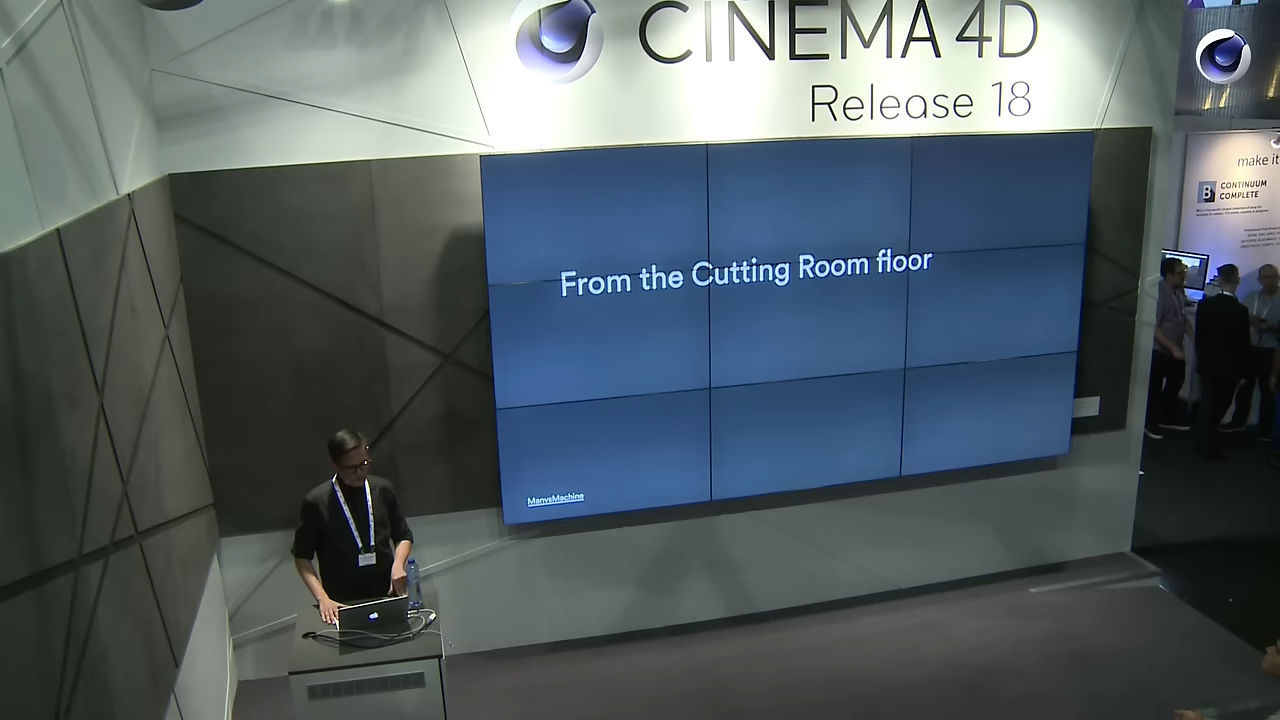 CINEMA 4D
Release 18
make it
CONTINUUM
COMPLETE
From the Cutting Room floor
ManvsMachine